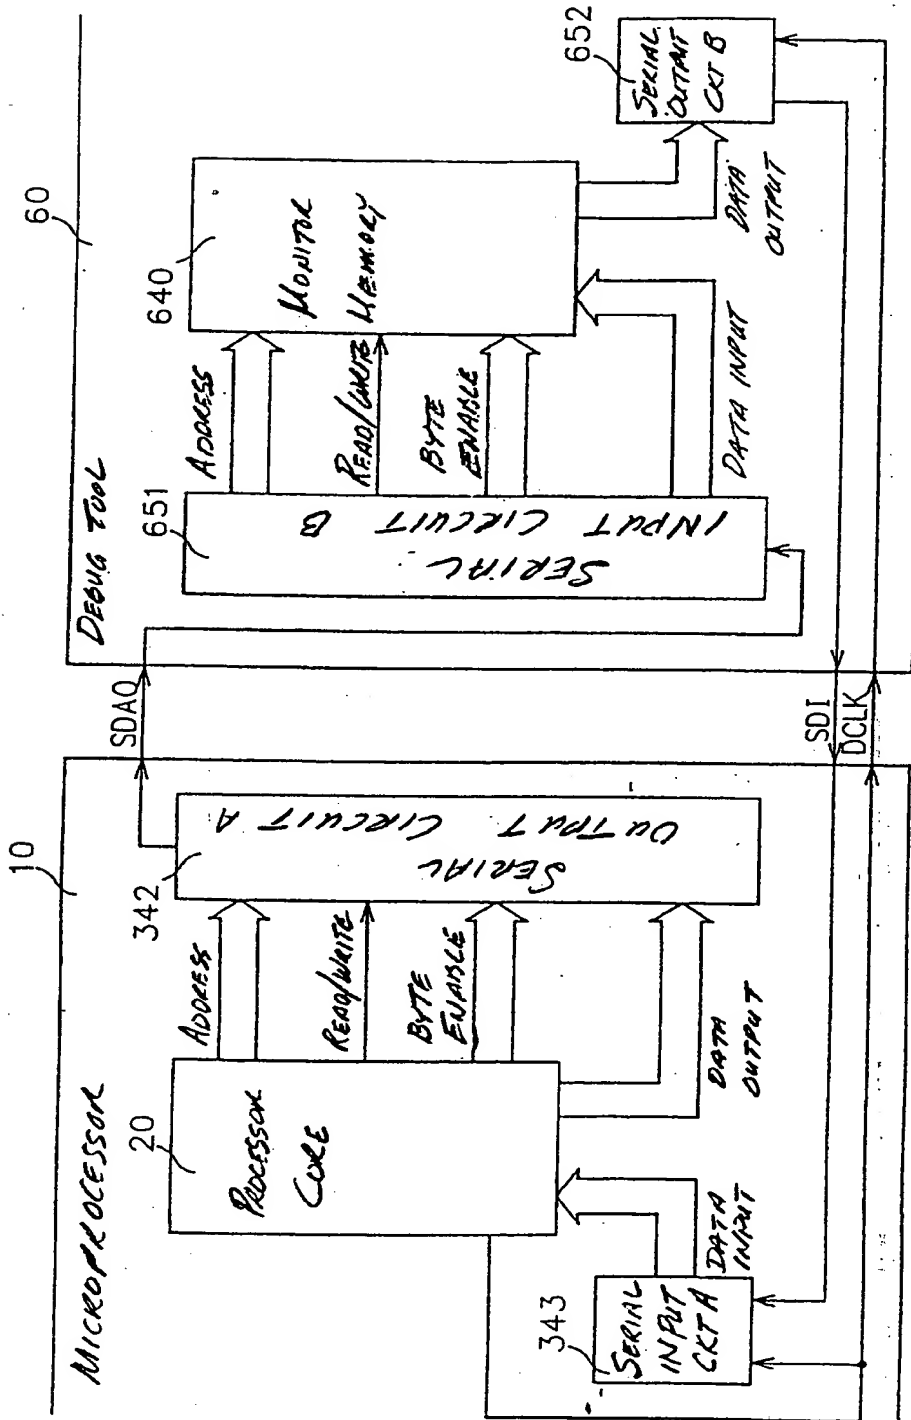 MICROPROCESSOR
10
20
PROCESSOR
CORE
ADDRESS
READ/WRITE
BYTE
ENABLE
DATA
OUTPUT
342
SERIAL
OUTPUT CIRCUIT A
343
SERIAL
INPUT
CKT A
DATA
INPUT
SDAO
SDI
DCLK
DEBUG TOOL
60
651
SERIAL
INPUT CIRCUIT B
ADDRESS
READ/WRITE
BYTE
ENABLE
DATA INPUT
640
MONITOR
MEMORY
DATA
OUTPUT
652
SERIAL
OUTPUT
CKT B